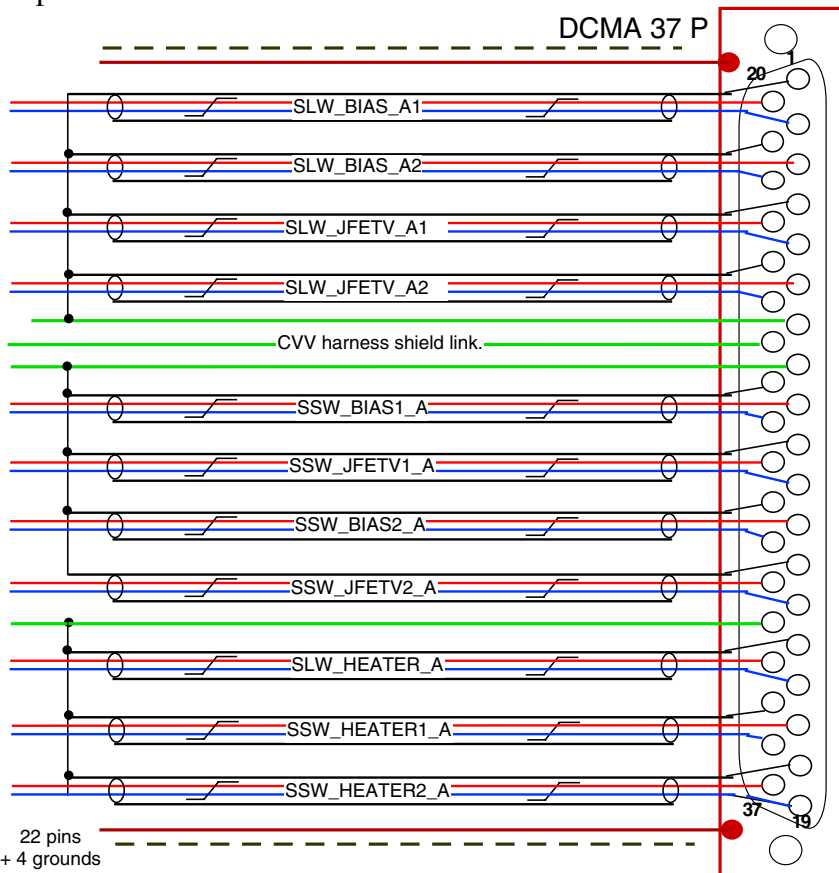 DCMA 37 P
1
20
SLW_BIAS_A1
SLW_BIAS_A2
SLW_JFETV_A1
SLW_JFETV_A2
CVV harness shield link.
SSW_BIAS1_A
SSW_JFETV1_A
SSW_BIAS2_A
SSW_JFETV2_A
SLW_HEATER_A
SSW_HEATER1_A
SSW_HEATER2_A
37
19
22 pins
+ 4 grounds